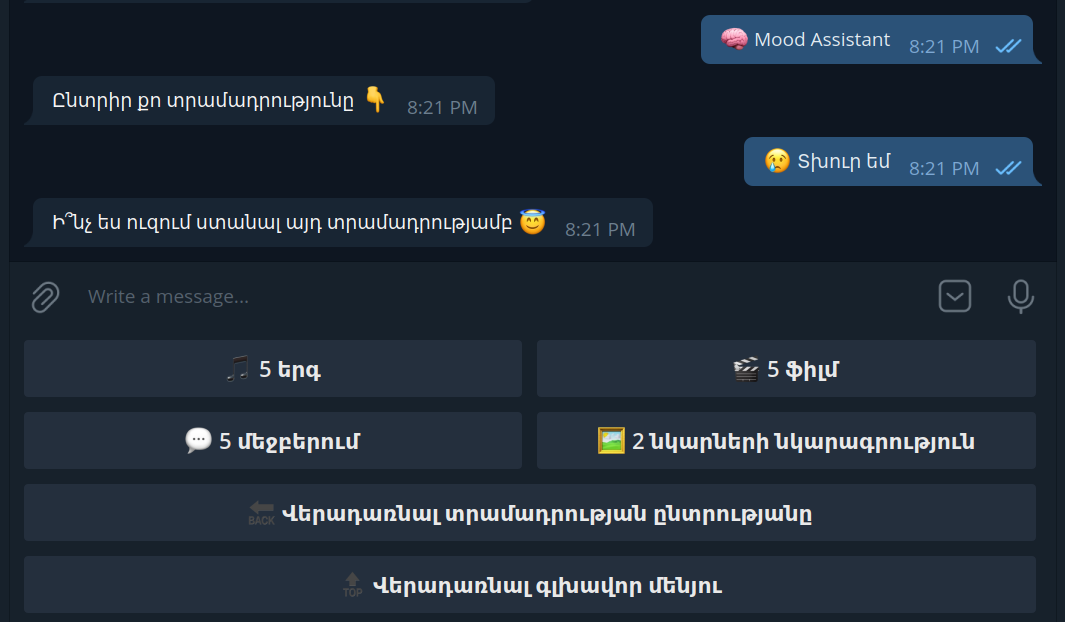 🧠 Mood Assistant 8:21 PM
Ընտրիր քո տրամադրությունը 👇 8:21 PM
😢 Տխուր եմ 8:21 PM
Ի՞նչ ես ուզում ստանալ այդ տրամադրությամբ 😇 8:21 PM
Write a message...
🎵 5 երգ
🎬 5 ֆիլմ
💬 5 մեջբերում
🖼️ 2 նկարների նկարագրություն
🔙 Վերադառնալ տրամադրության ընտրությանը
🔝 Վերադառնալ գլխավոր մենյու